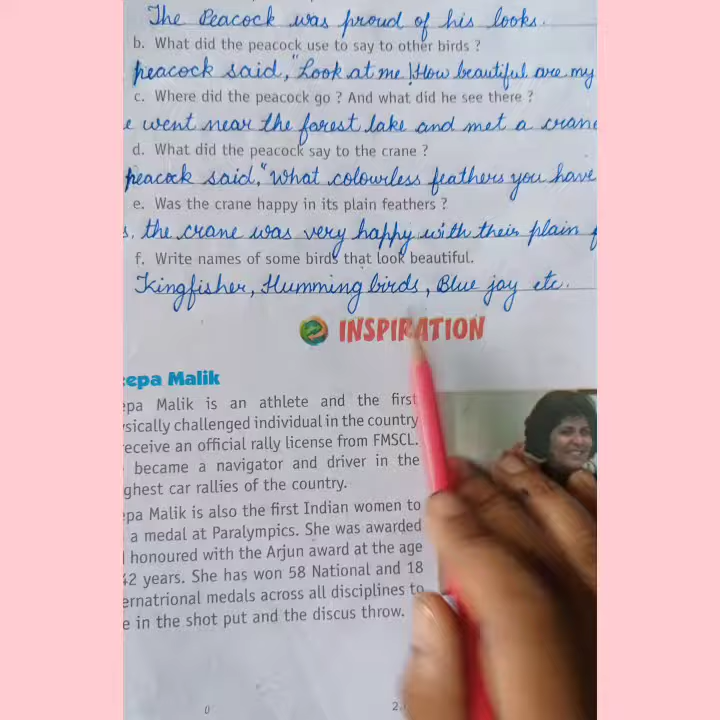 The Peacock was proud of his looks.
b. What did the peacock use to say to other birds ?
peacock said, "Look at me! How beautiful are my
c. Where did the peacock go ? And what did he see there ?
e went near the forest lake and met a crane
d. What did the peacock say to the crane ?
peacock said, "What colourless feathers you have
e. Was the crane happy in its plain feathers ?
s. the crane was very happy with their plain f
f. Write names of some birds that look beautiful.
Kingfisher, Humming birds, Blue jay etc.
INSPIRATION
epa Malik
epa Malik is an athlete and the first
sically challenged individual in the country
receive an official rally license from FMSCL.
became a navigator and driver in the
ghest car rallies of the country.
epa Malik is also the first Indian women to
a medal at Paralympics. She was awarded
honoured with the Arjun award at the age
42 years. She has won 58 National and 18
ernatrional medals across all disciplines to
e in the shot put and the discus throw.